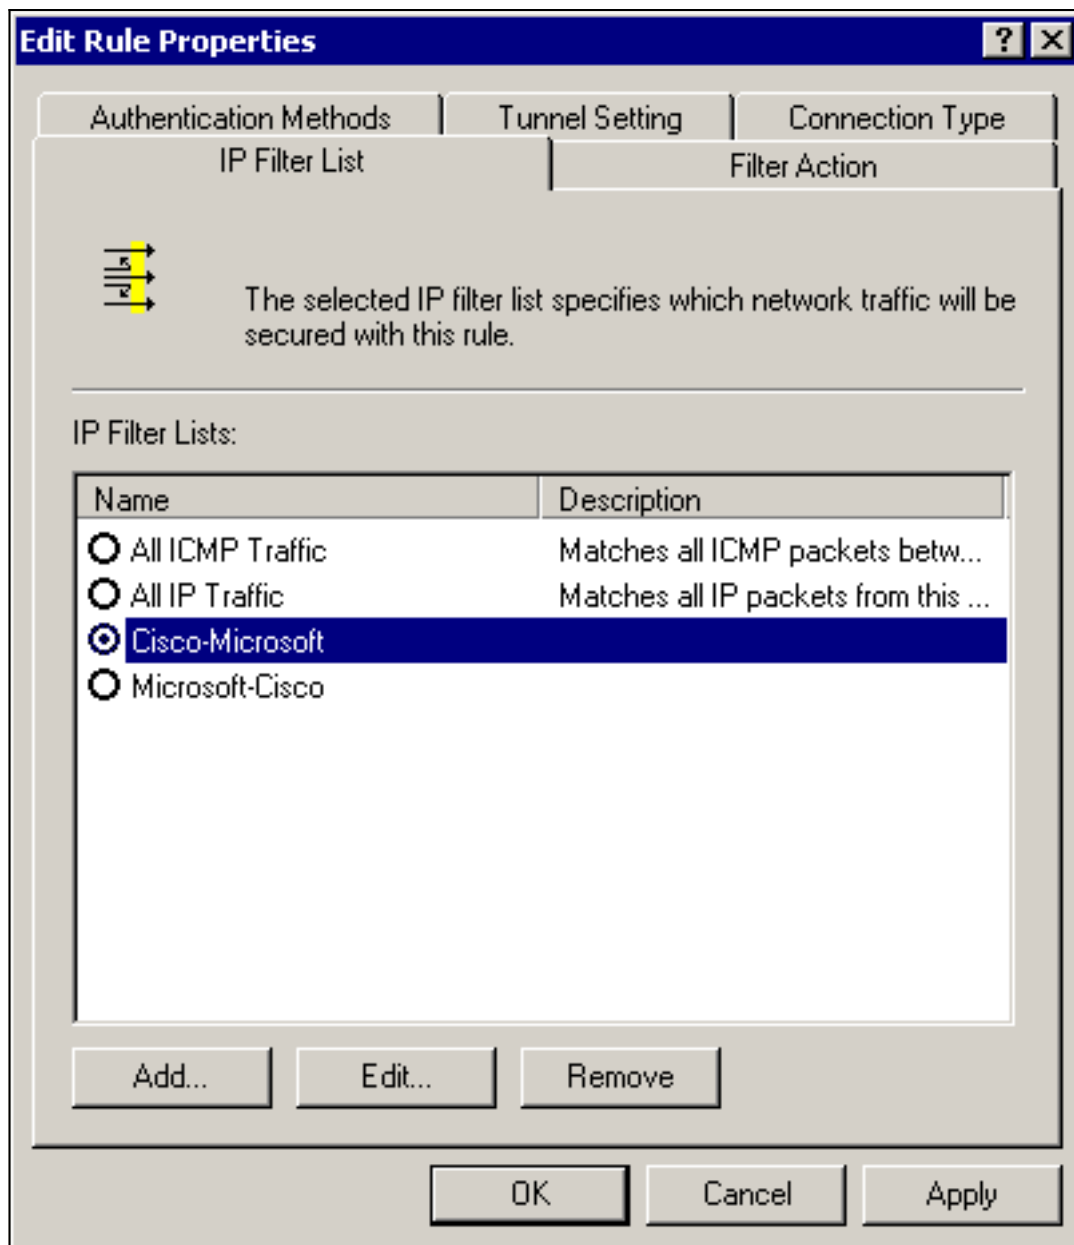 Edit Rule Properties
Authentication Methods
Tunnel Setting
Connection Type
IP Filter List
Filter Action
The selected IP filter list specifies which network traffic will be
secured with this rule.
IP Filter Lists:
Name Description
All ICMP Traffic Matches all ICMP packets betw...
All IP Traffic Matches all IP packets from this ...
Cisco-Microsoft
Microsoft-Cisco
Add... Edit... Remove
OK Cancel Apply